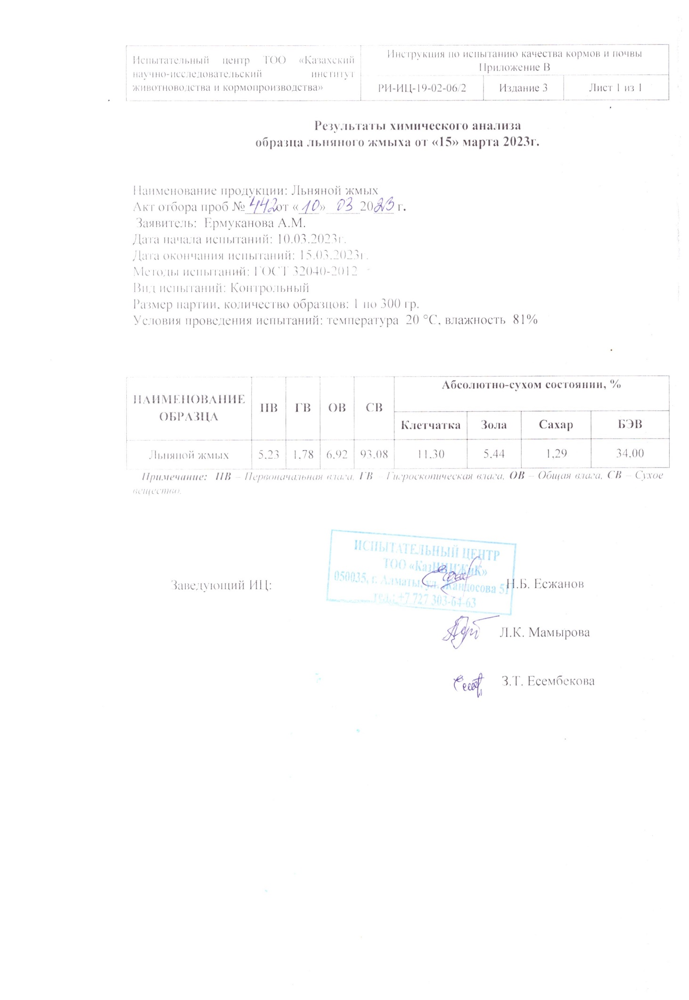 Испытательный центр ТОО «Казахский
научно-исследовательский институт
животноводства и кормопроизводства»
Инструкция по испытанию качества кормов и почвы
Приложение В
РИ-ИЦ-19-02-06/2 Издание 3 Лист 1 из 1
Результаты химического анализа
образца льняного жмыха от «15» марта 2023г.
Наименование продукции: Льняной жмых
Акт отбора проб № 442 от «10» 03 2023 г.
Заявитель: Ермуканова А.М.
Дата начала испытаний: 10.03.2023г.
Дата окончания испытаний: 15.03.2023г.
Методы испытаний: ГОСТ 32040-2012
Вид испытаний: Контрольный
Размер партии, количество образцов: 1 по 300 гр.
Условия проведения испытаний: температура 20 °С, влажность 81%
НАИМЕНОВАНИЕ
ОБРАЗЦА
ПВ ГВ ОВ СВ
Абсолютно-сухом состоянии, %
Клетчатка Зола Сахар БЭВ
Льняной жмых 5.23 1.78 6.92 93.08 11.30 5.44 1.29 34.00
Примечание: ПВ – Первоначальная влага, ГВ – Гигроскопическая влага, ОВ – Общая влага, СВ – Сухое
вещество.
ИСПЫТАТЕЛЬНЫЙ ЦЕНТР
ТОО «КазНИИЖиК»
050035, г. Алматы, ул. Жандосова 51
тел.: +7 727 303-64-63
Заведующий ИЦ: Н.Б. Есжанов
Л.К. Мамырова
З.Т. Есембекова